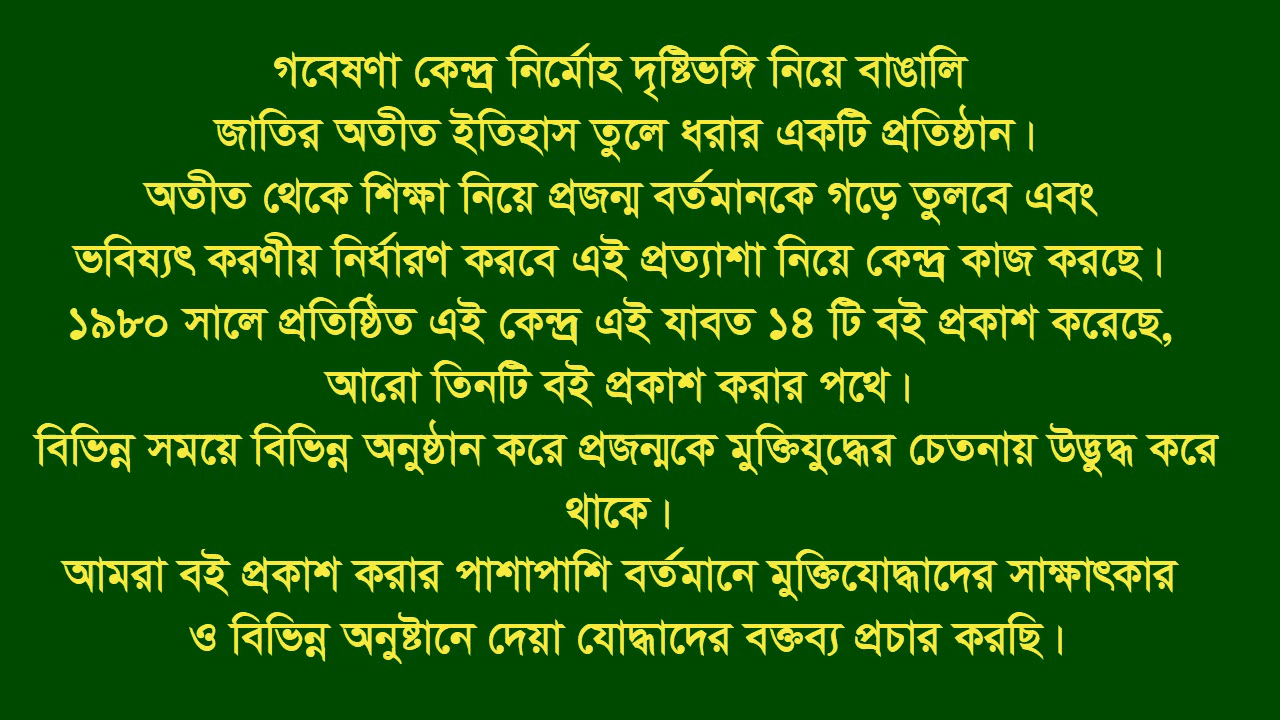 গবেষণা কেন্দ্র নির্মোহ দৃষ্টিভঙ্গি নিয়ে বাঙালি
জাতির অতীত ইতিহাস তুলে ধরার একটি প্রতিষ্ঠান।
অতীত থেকে শিক্ষা নিয়ে প্রজন্ম বর্তমানকে গড়ে তুলবে এবং
ভবিষ্যৎ করণীয় নির্ধারণ করবে এই প্রত্যাশা নিয়ে কেন্দ্র কাজ করছে।
১৯৮০ সালে প্রতিষ্ঠিত এই কেন্দ্র এই যাবত ১৪ টি বই প্রকাশ করেছে,
আরো তিনটি বই প্রকাশ করার পথে।
বিভিন্ন সময়ে বিভিন্ন অনুষ্ঠান করে প্রজন্মকে মুক্তিযুদ্ধের চেতনায় উদ্ভুদ্ধ করে
থাকে।
আমরা বই প্রকাশ করার পাশাপাশি বর্তমানে মুক্তিযোদ্ধাদের সাক্ষাৎকার
ও বিভিন্ন অনুষ্টানে দেয়া যোদ্ধাদের বক্তব্য প্রচার করছি।